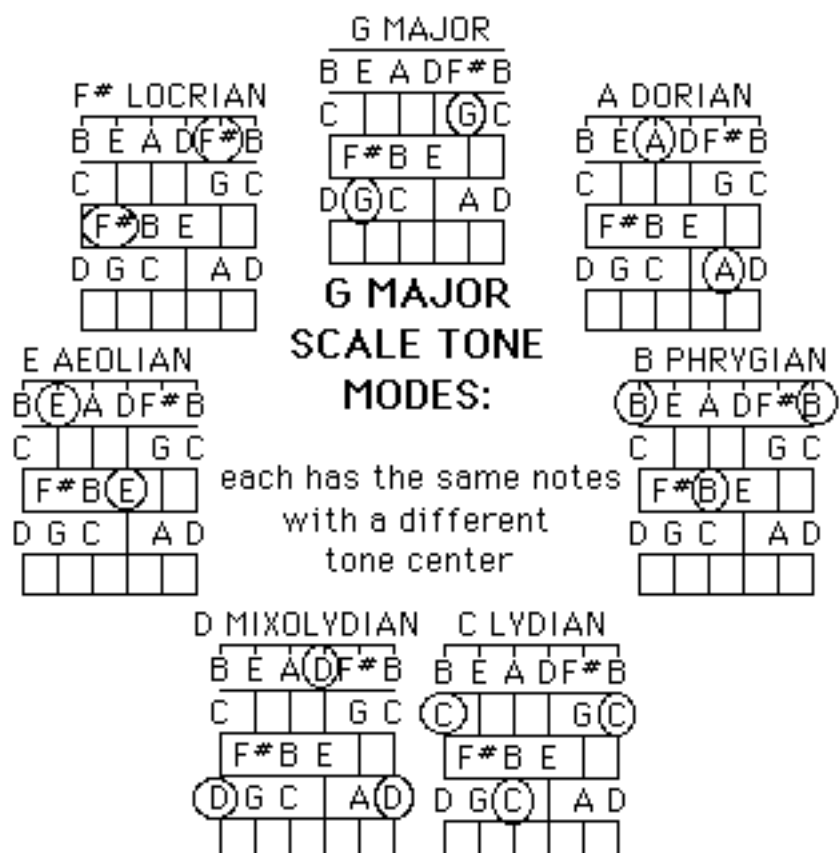 G MAJOR
B E A D F# B
C G C
F# B E
D G C A D
F# LOCRIAN
B E A D F# B
C G C
F# B E
D G C A D
A DORIAN
B E A D F# B
C G C
F# B E
D G C A D
G MAJOR
SCALE TONE
MODES:
each has the same notes
with a different
tone center
E AEOLIAN
B E A D F# B
C G C
F# B E
D G C A D
B PHRYGIAN
B E A D F# B
C G C
F# B E
D G C A D
D MIXOLYDIAN
B E A D F# B
C G C
F# B E
D G C A D
C LYDIAN
B E A D F# B
C G C
F# B E
D G C A D